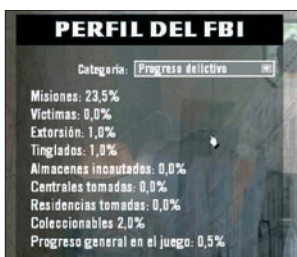 PERFIL DEL FBI
Categoría: Progreso delictivo
Misiones: 23,5%
Víctimas: 0,0%
Extorsión: 1,0%
Tinglados: 1,0%
Almacenes incautados: 0,0%
Centrales tomadas: 0,0%
Residencias tomadas: 0,0%
Coleccionables 2,0%
Progreso general en el juego: 0,5%